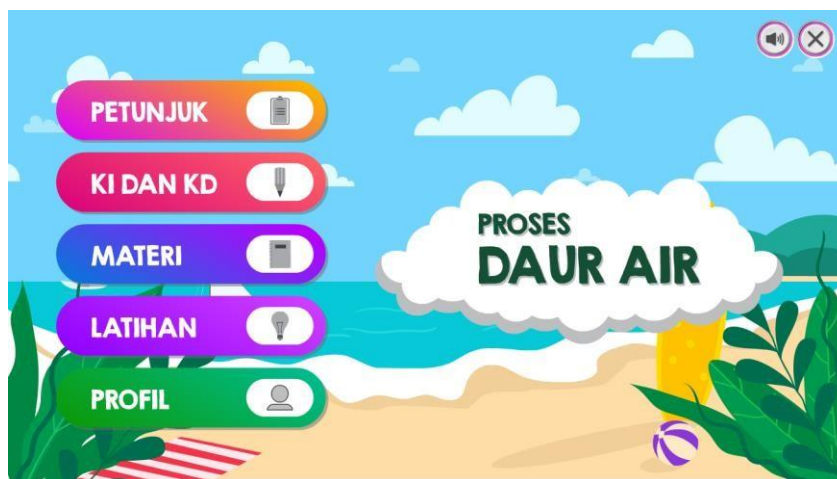 PETUNJUK
KI DAN KD
MATERI
LATIHAN
PROFIL
PROSES
DAUR AIR